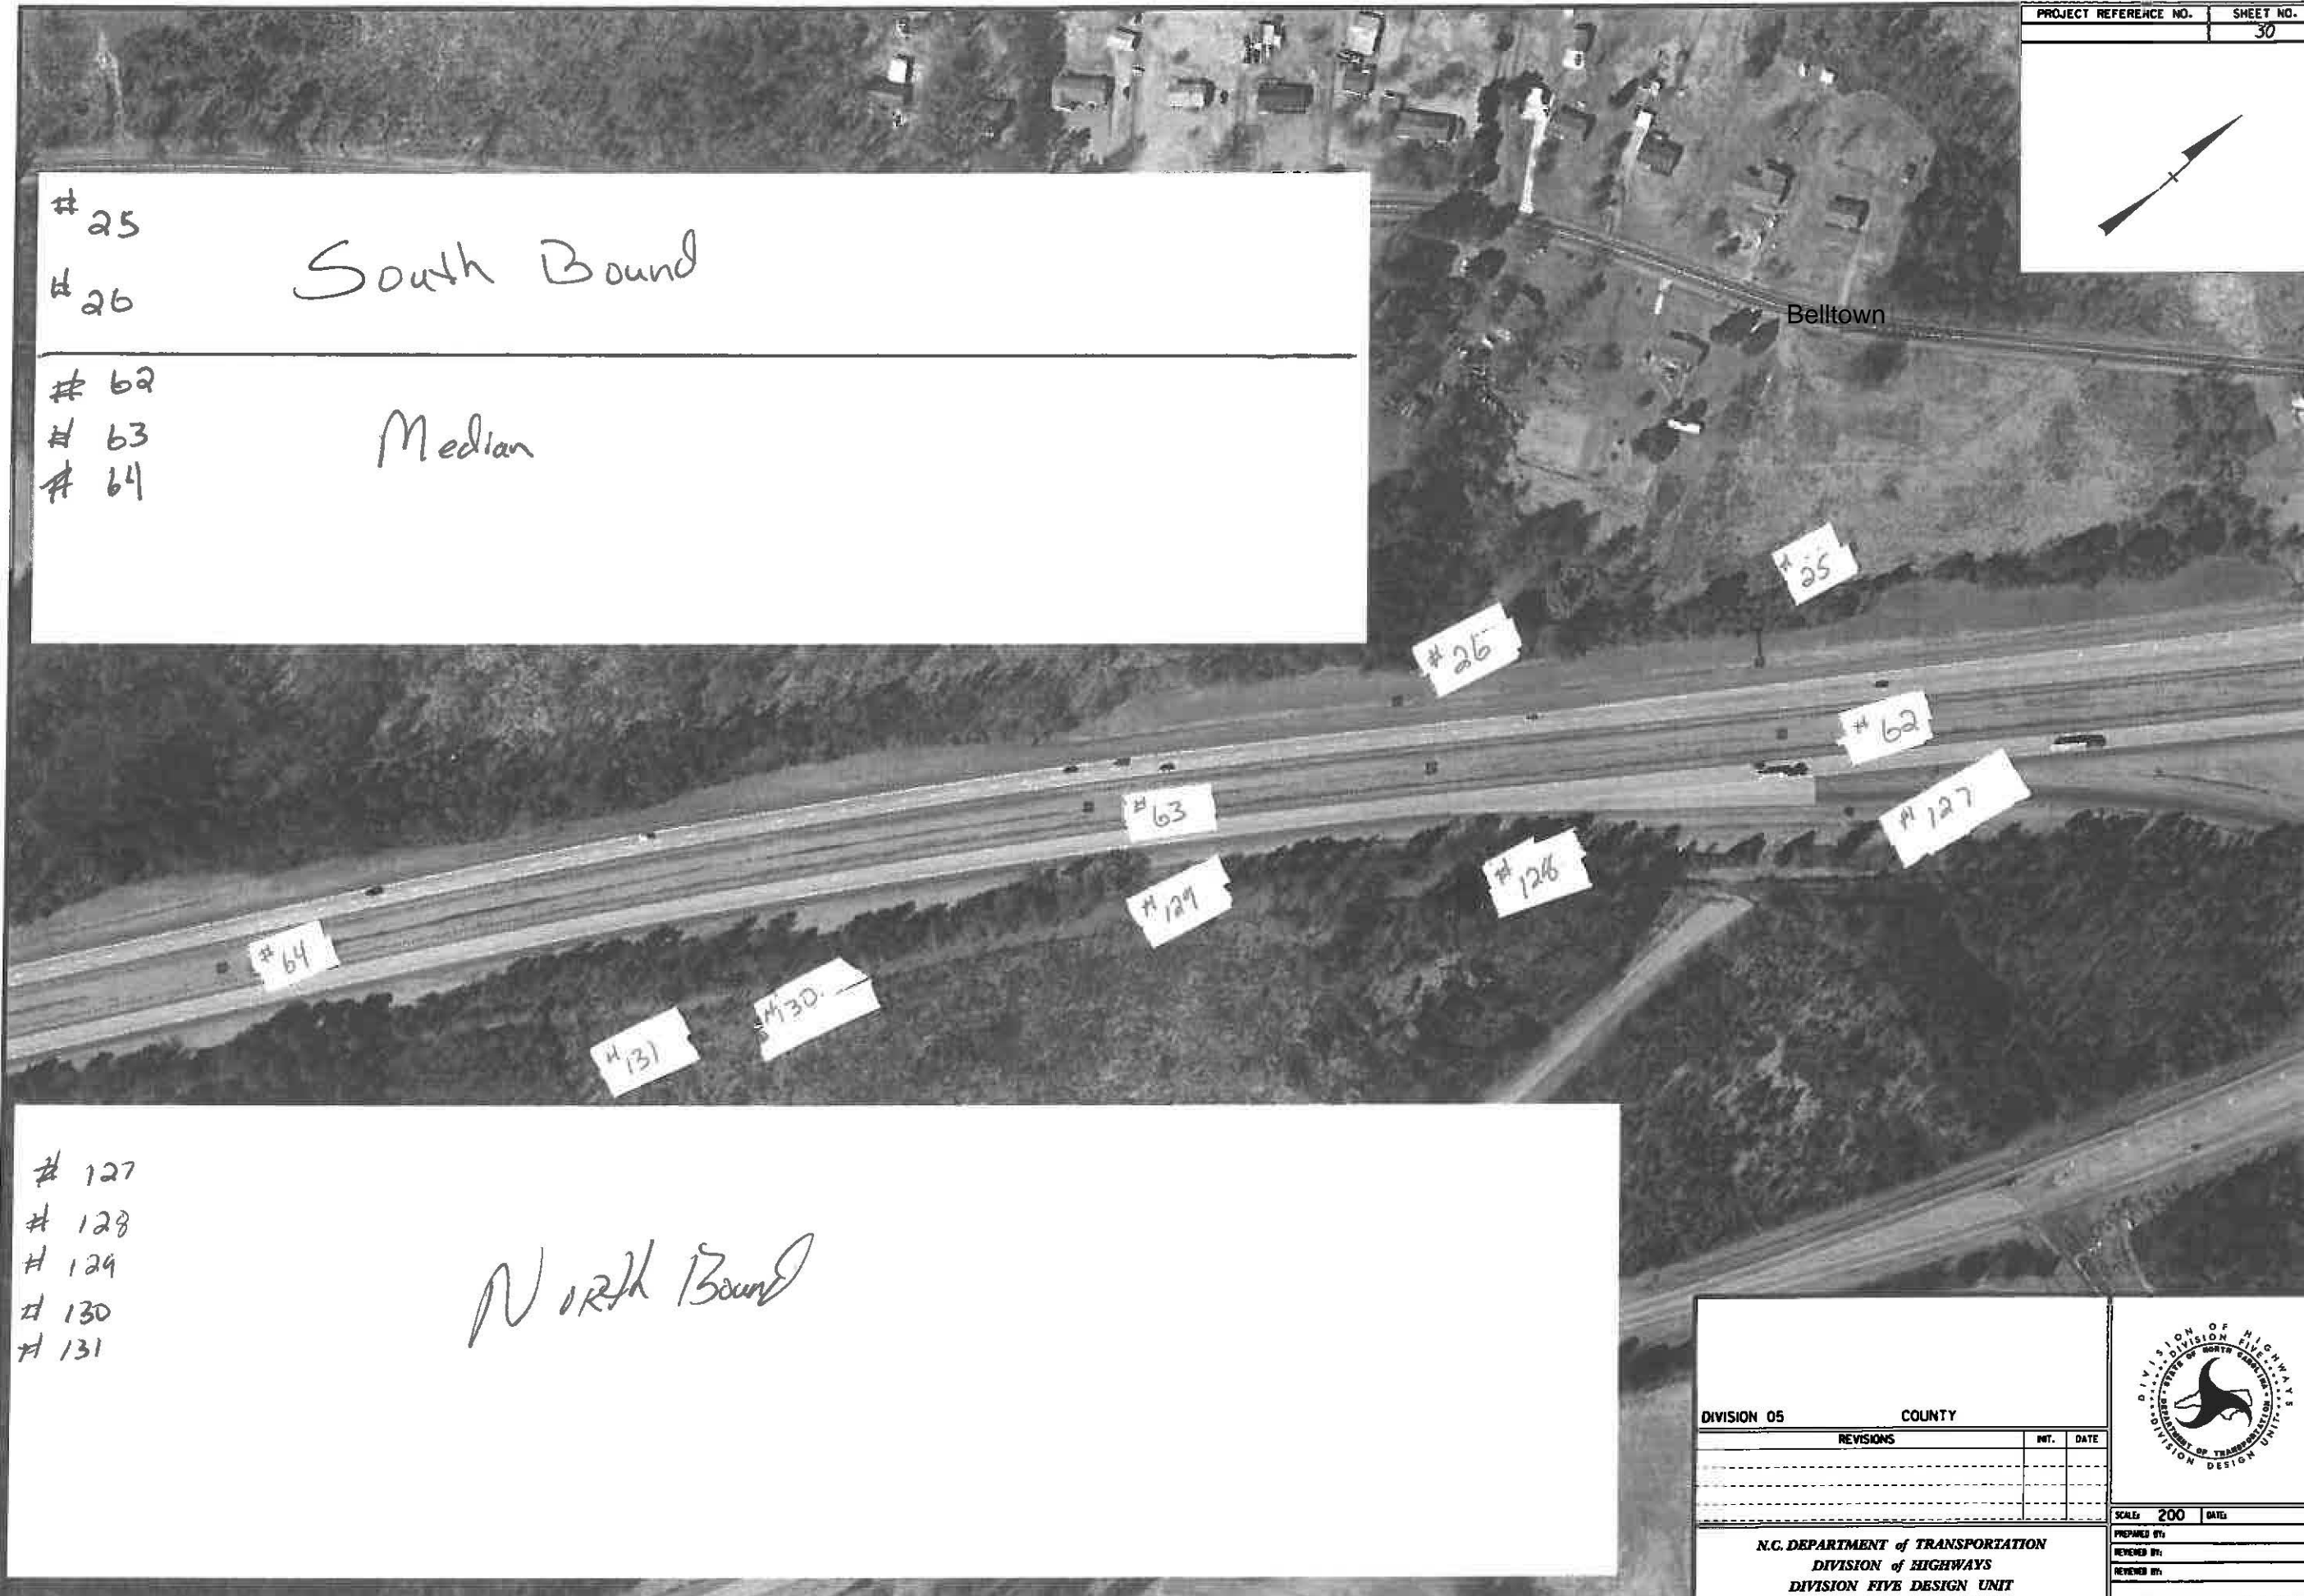 PROJECT REFERENCE NO. SHEET NO.
30
# 25
# 26
South Bound
# 62
# 63
# 64
Median
Belltown
# 25
# 26
# 62
# 63
# 127
# 128
# 129
# 64
# 130
# 131
# 127
# 128
# 129
# 130
# 131
North Bound
DIVISION 05 COUNTY
REVISIONS INIT. DATE
DIVISION OF HIGHWAYS
DIVISION DESIGN UNIT
DIVISION FIVE
STATE OF NORTH CAROLINA
DEPARTMENT OF TRANSPORTATION
SCALE: 200 DATE:
PREPARED BY:
REVIEWED BY:
REVIEWED BY:
N.C. DEPARTMENT of TRANSPORTATION
DIVISION of HIGHWAYS
DIVISION FIVE DESIGN UNIT